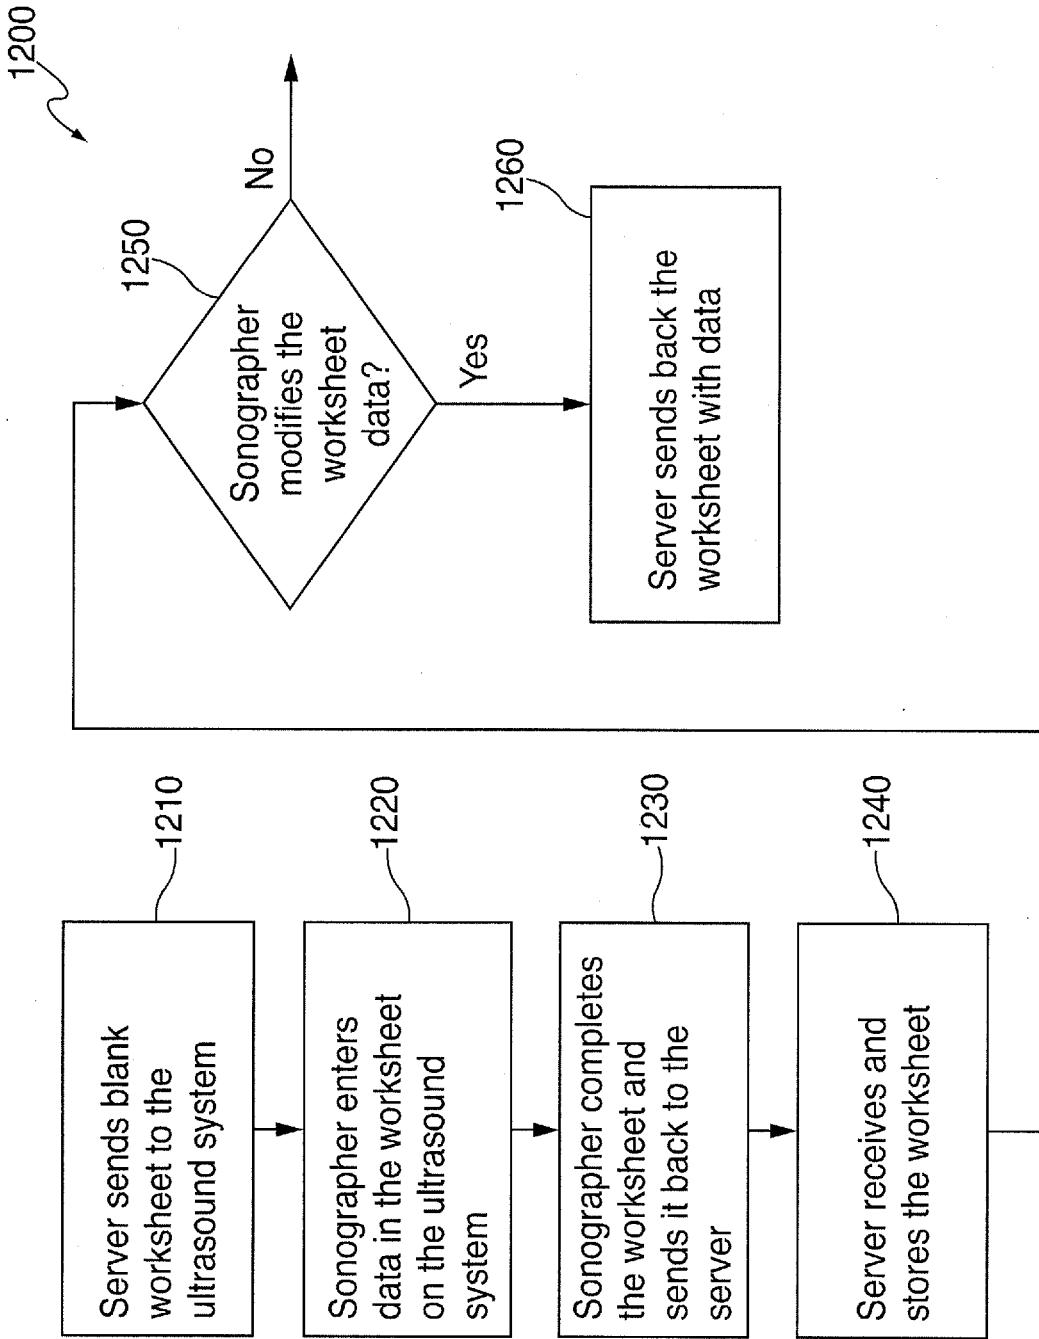 1200
1210
Server sends blank
worksheet to the
ultrasound system
1220
Sonographer enters
data in the worksheet
on the ultrasound
system
1230
Sonographer completes
the worksheet and
sends it back to the
server
1240
Server receives and
stores the worksheet
1250
Sonographer
modifies the
worksheet
data?
No
Yes
1260
Server sends back the
worksheet with data